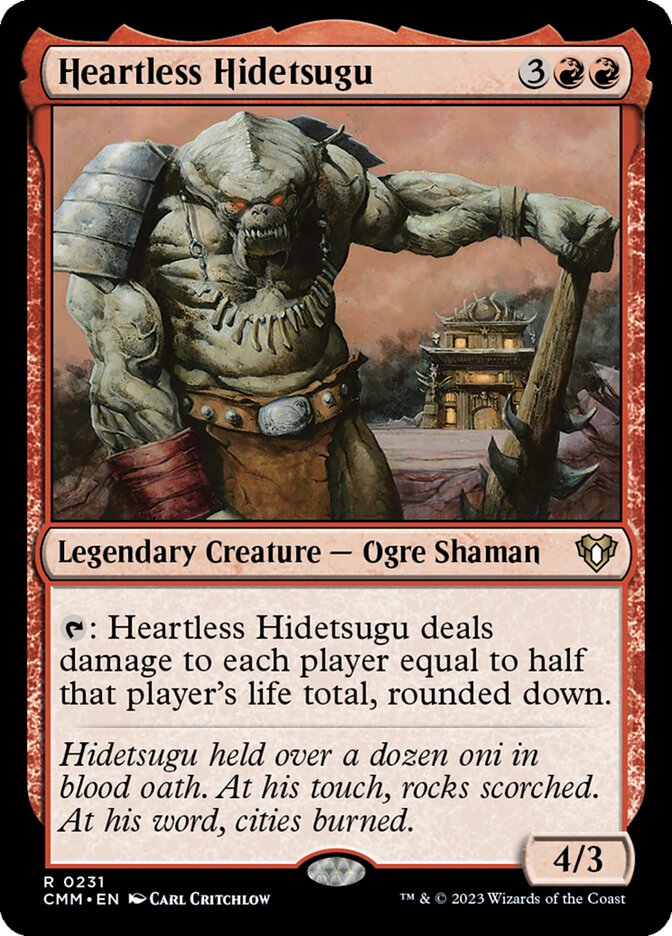 Heartless Hidetsugu 3
Legendary Creature — Ogre Shaman
: Heartless Hidetsugu deals
damage to each player equal to half
that player's life total, rounded down.
Hidetsugu held over a dozen oni in
blood oath. At his touch, rocks scorched.
At his word, cities burned.
4/3
R 0231
CMM • EN Carl Critchlow
™ & © 2023 Wizards of the Coast